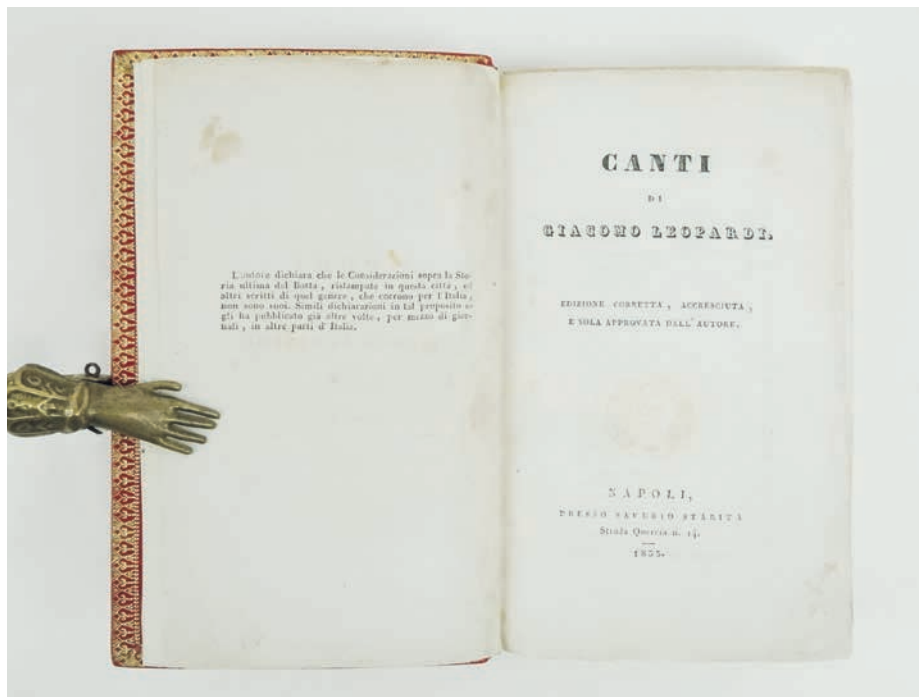 L'autore dichiara che le Considerazioni sopra la Sto-
ria ultima del Botta, ristampate in questa città, ed
altri scritti di quel genere, che corrono per l'Italia,
non sono suoi. Simili dichiarazioni in tal proposito e-
gli ha pubblicato già altre volte, per mezzo di gior-
nali, in altre parti d'Italia.
CANTI
DI
GIACOMO LEOPARDI.
EDIZIONE CORRETTA, ACCRESCIUTA,
E SOLA APPROVATA DALL'AUTORE.
NAPOLI,
PRESSO SAVERIO STARITA
Strada Quercia n. 14.
1835.